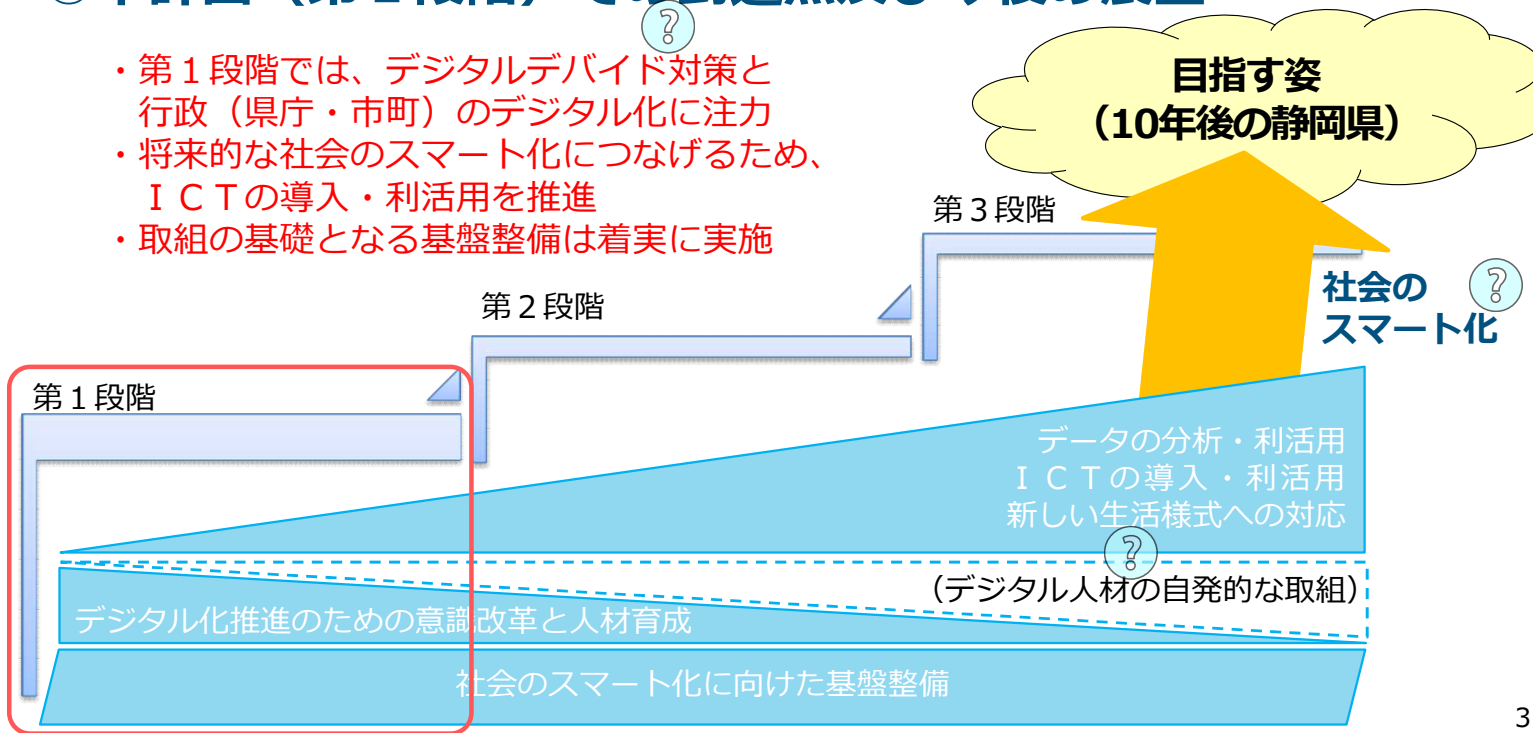 ・第１段階では、デジタルデバイド対策と
行政（県庁・市町）のデジタル化に注力
・将来的な社会のスマート化につなげるため、
ＩＣＴの導入・利活用を推進
・取組の基礎となる基盤整備は着実に実施
目指す姿
（10年後の静岡県）
第３段階
社会の
スマート化
第２段階
第１段階
データの分析・利活用
ＩＣＴの導入・利活用
新しい生活様式への対応
（デジタル人材の自発的な取組）
デジタル化推進のための意識改革と人材育成
社会のスマート化に向けた基盤整備
?
?
?
3